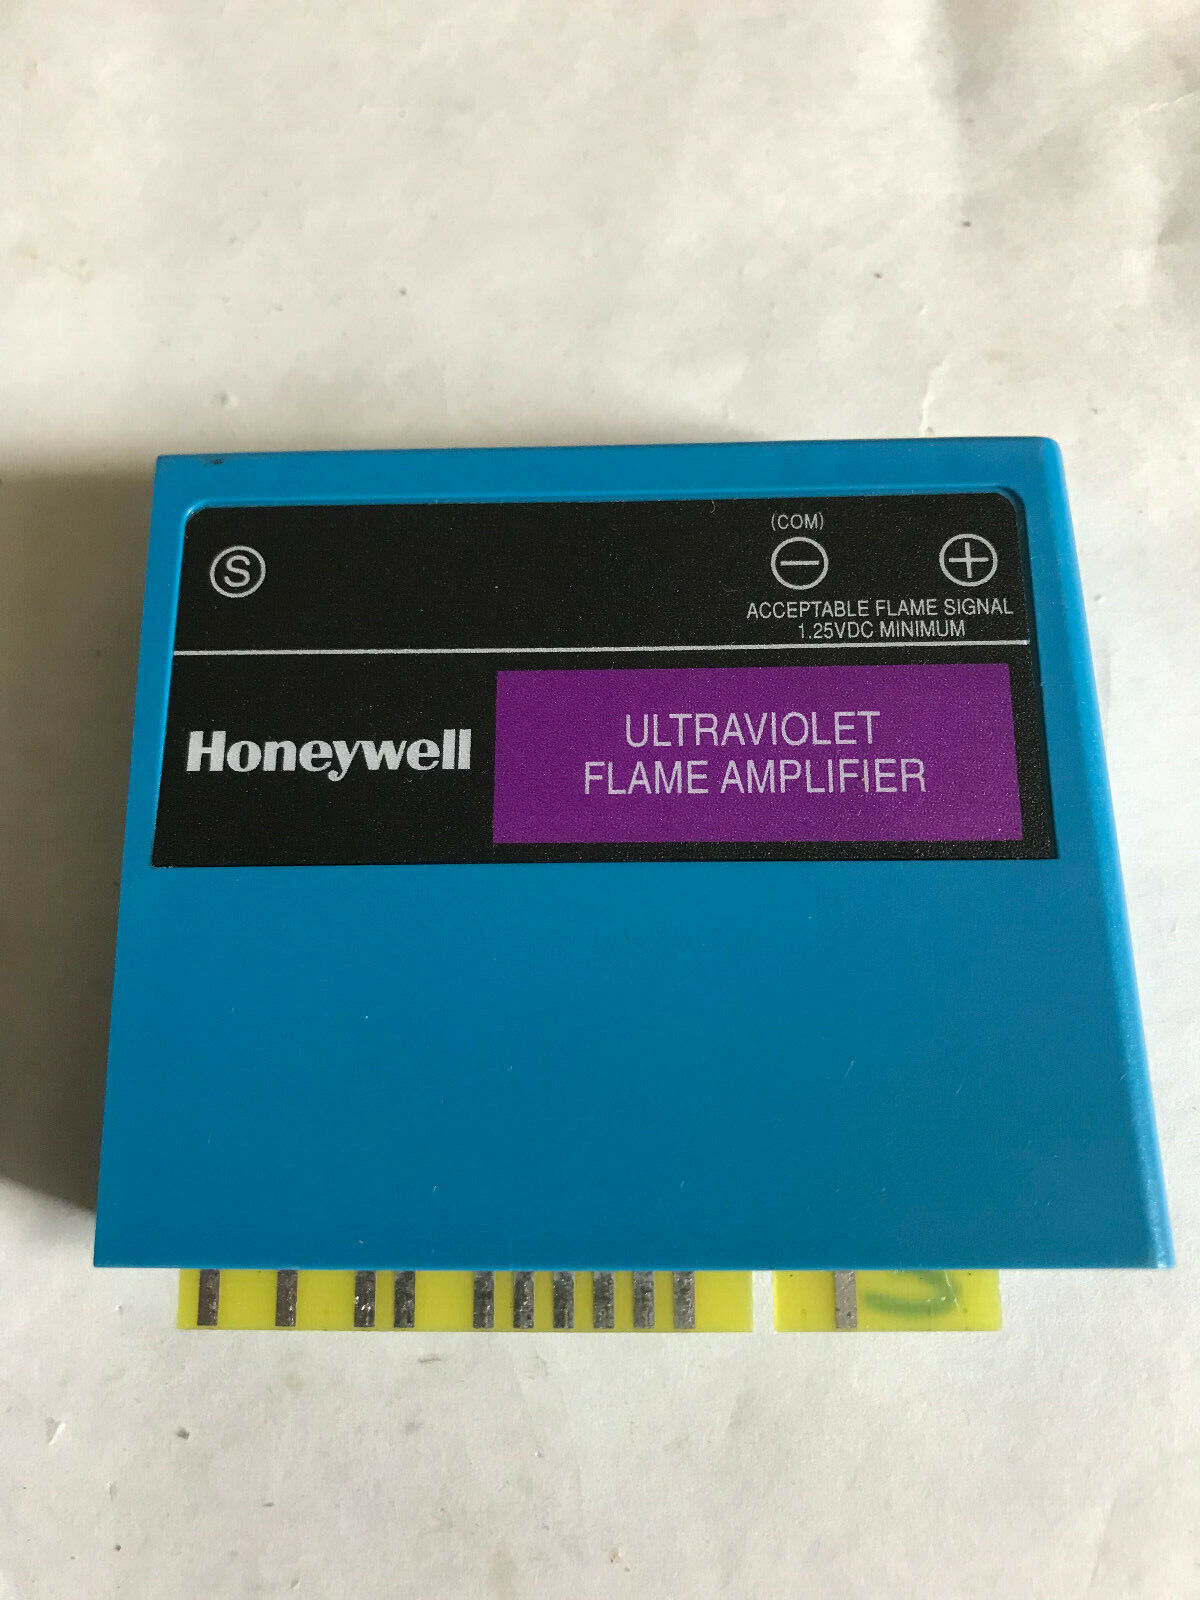 (COM)
S
− +
ACCEPTABLE FLAME SIGNAL
1.25VDC MINIMUM
Honeywell
ULTRAVIOLET
FLAME AMPLIFIER